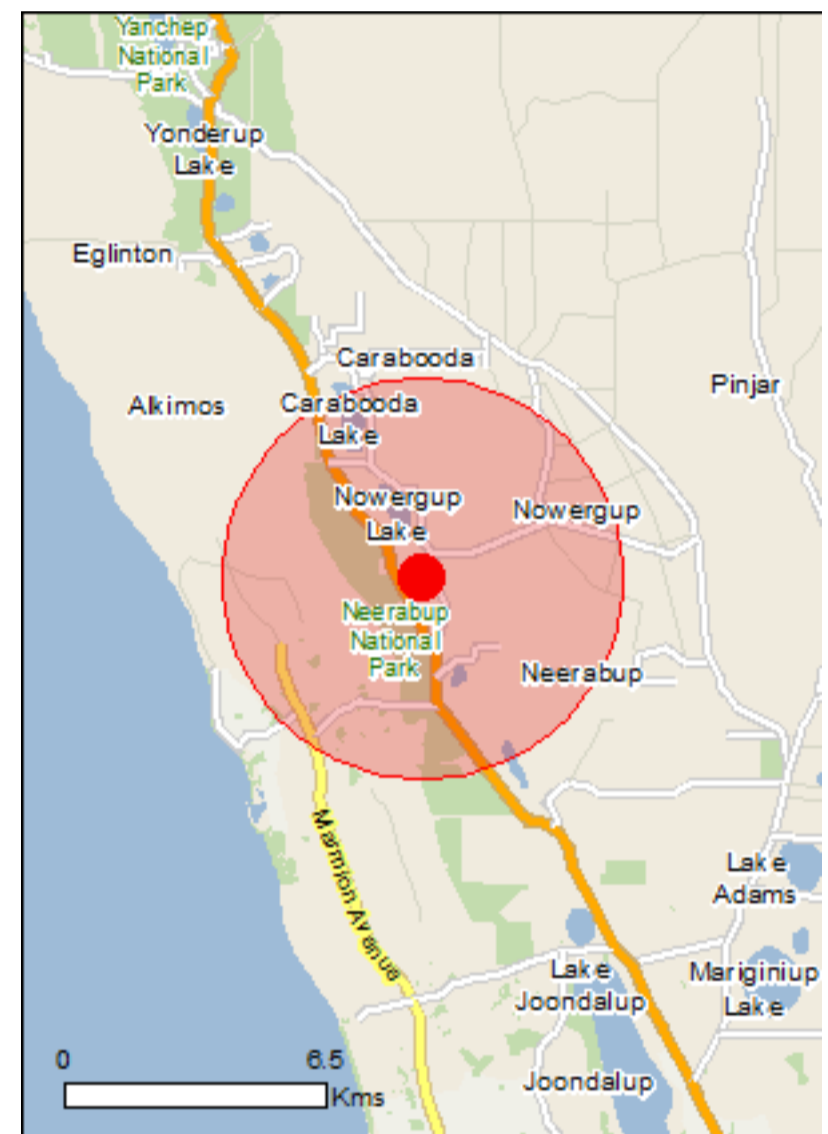 Yanchep
National
Park
Yonderup
Lake
Eglinton
Carabooda
Pinjar
Alkimos
Carabooda
Lake
Nowergup
Lake
Nowergup
Neerabup
National
Park
Neerabup
Marmion Avenue
Lake
Adams
Lake
Joondalup
Mariginiup
Lake
0
6.5
Kms
Joondalup